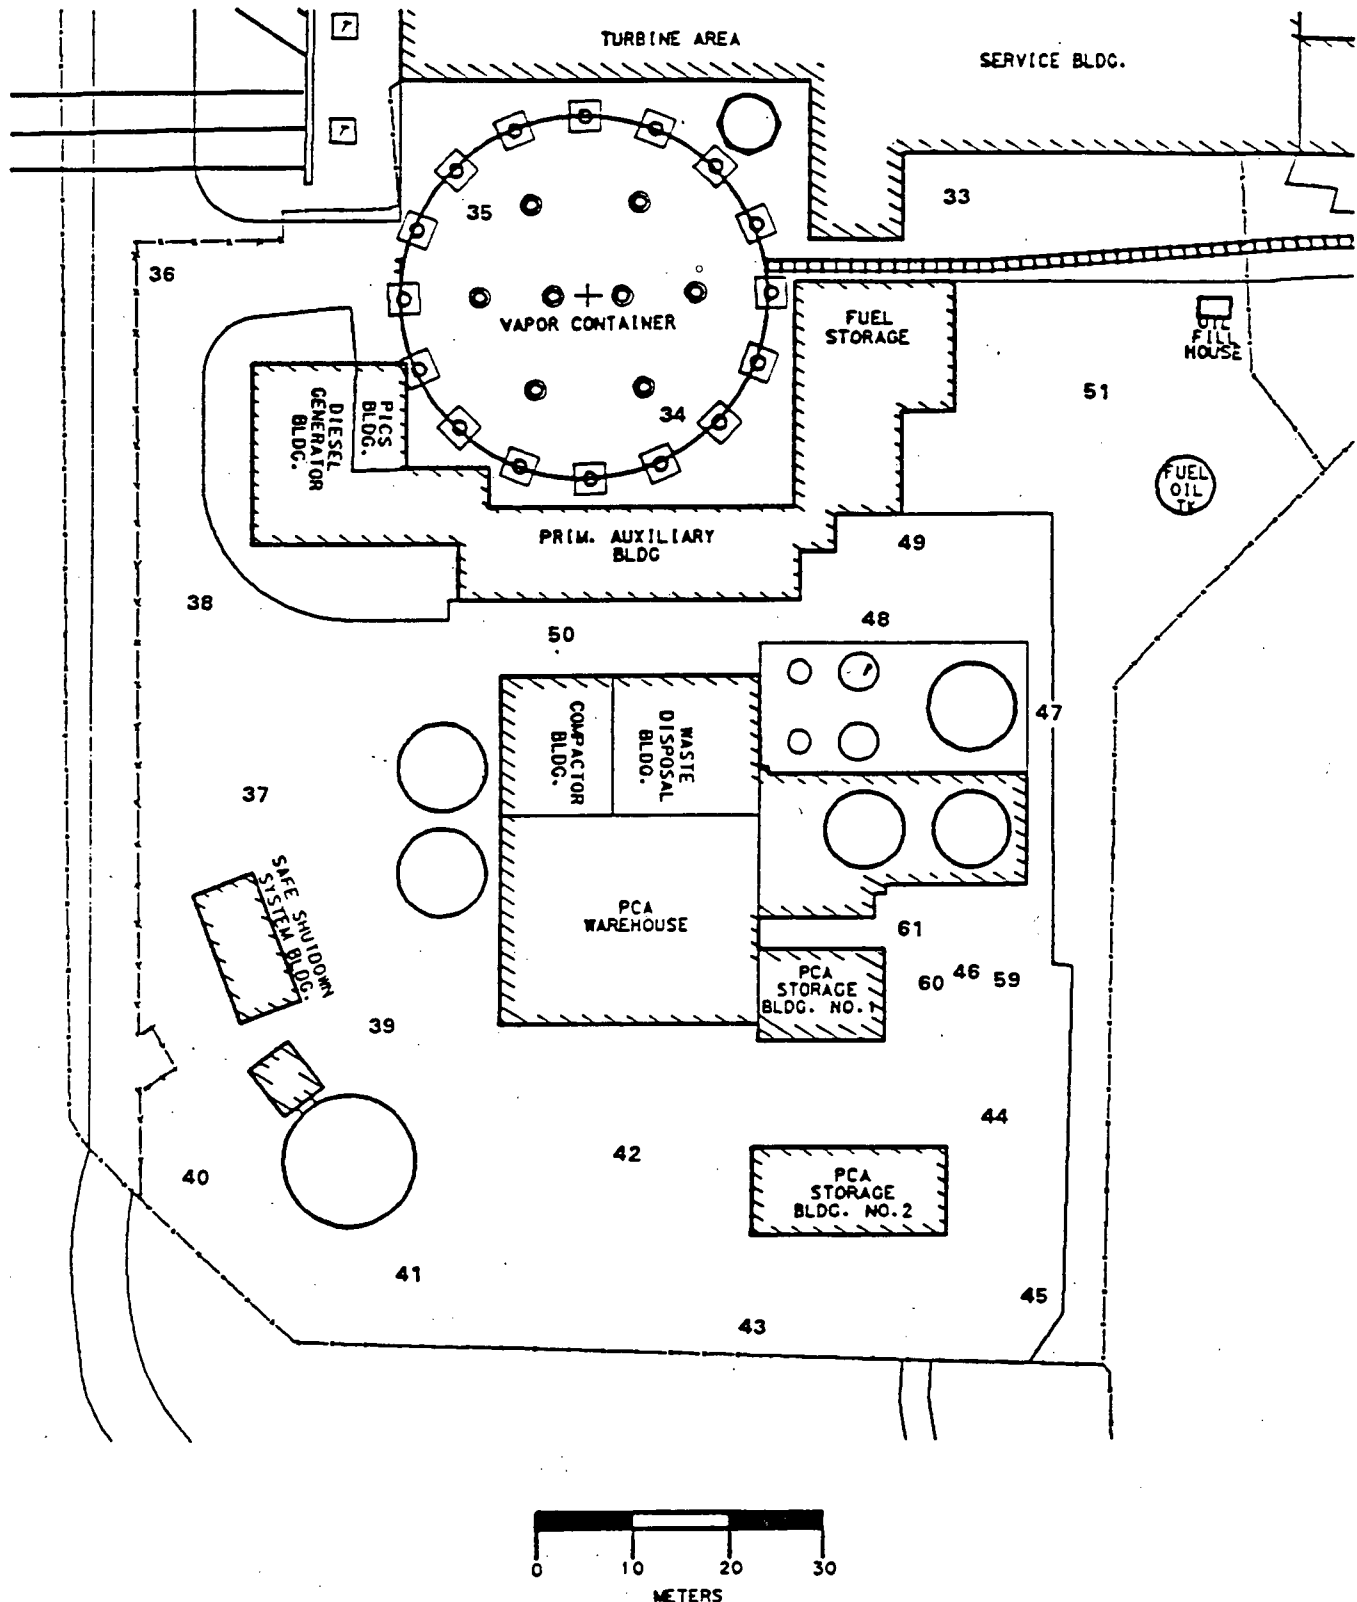 TURBINE AREA
SERVICE BLDG.
33
35
36
VAPOR CONTAINER
FUEL
STORAGE
OIL
FILL
HOUSE
51
34
PICS
BLDG.
DIESEL
GENERATOR
BLDG.
FUEL
OIL
TK
PRIM. AUXILIARY
BLDG
49
38
50
48
47
COMPACTOR
BLDG.
WASTE
DISPOSAL
BLDG.
37
SAFE SHUTDOWN
SYSTEM BLDG.
PCA
WAREHOUSE
61
PCA
STORAGE
BLDG. NO.1
60
46
59
39
44
42
40
PCA
STORAGE
BLDG. NO.2
41
45
43
0 10 20 30
METERS